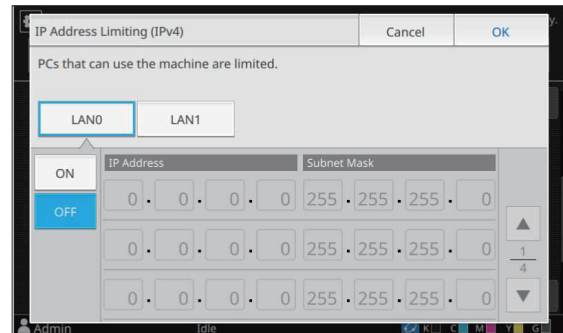 IP Address Limiting (IPv4) Cancel OK
y.
PCs that can use the machine are limited.
LAN0 LAN1
ON
OFF
IP Address Subnet Mask
0 . 0 . 0 . 0 255 . 255 . 255 . 0
0 . 0 . 0 . 0 255 . 255 . 255 . 0
0 . 0 . 0 . 0 255 . 255 . 255 . 0
1
4
Admin Idle K C M Y G